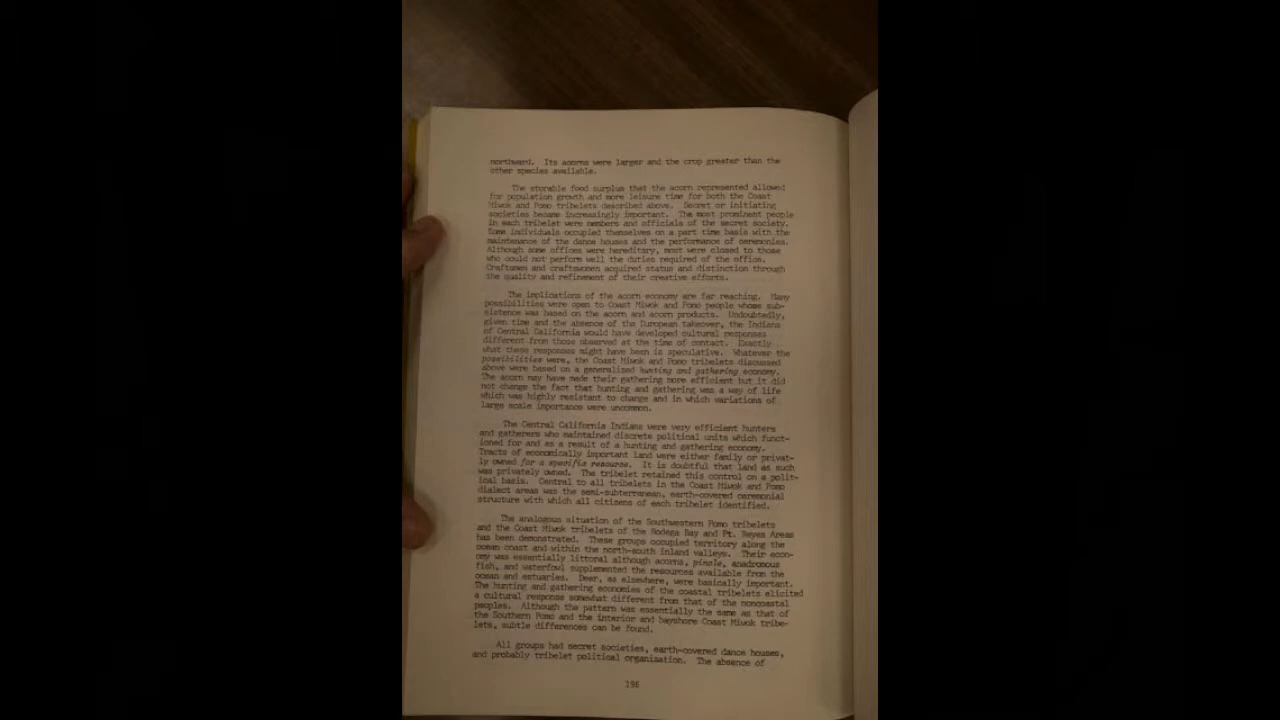 northward. Its acorns were larger and the crop greater than the
other species available.
The storable food surplus that the acorn represented allowed
for population growth and more leisure time for both the Coast
Miwok and Pomo tribelets described above. Secret or initiating
societies became increasingly important. The most prominent people
in each tribelet were members and officials of the secret society.
Some individuals occupied themselves on a part time basis with the
maintenance of the dance houses and the performance of ceremonies.
Although some offices were hereditary, most were closed to those
who could not perform well the duties required of the office.
Craftsmen and craftswomen acquired status and distinction through
the quality and refinement of their creative efforts.
The implications of the acorn economy are far reaching. Many
possibilities were open to Coast Miwok and Pomo people whose sub-
sistence was based on the acorn and acorn products. Undoubtedly,
given time and the absence of the European takeover, the Indians
of Central California would have developed cultural responses
different from those observed at the time of contact. Exactly
what these responses might have been is speculative. Whatever the
possibilities were, the Coast Miwok and Pomo tribelets discussed
above were based on a generalized hunting and gathering economy.
The acorn may have made their gathering more efficient but it did
not change the fact that hunting and gathering was a way of life
which was highly resistant to change and in which variations of
large scale importance were uncommon.
The Central California Indians were very efficient hunters
and gatherers who maintained discrete political units which funct-
ioned for and as a result of a hunting and gathering economy.
Tracts of economically important land were either family or privat-
ly owned for a specific resource. It is doubtful that land as such
was privately owned. The tribelet retained this control on a polit-
ical basis. Central to all tribelets in the Coast Miwok and Pomo
dialect areas was the semi-subterranean, earth-covered ceremonial
structure with which all citizens of each tribelet identified.
The analogous situation of the Southwestern Pomo tribelets
and the Coast Miwok tribelets of the Bodega Bay and Pt. Reyes Areas
has been demonstrated. These groups occupied territory along the
ocean coast and within the north-south inland valleys. Their econ-
omy was essentially littoral although acorns, pinole, anadromous
fish, and waterfowl supplemented the resources available from the
ocean and estuaries. Deer, as elsewhere, were basically important.
The hunting and gathering economies of the coastal tribelets elicited
a cultural response somewhat different from that of the noncoastal
peoples. Although the pattern was essentially the same as that of
the Southern Pomo and the interior and bayshore Coast Miwok tribe-
lets, subtle differences can be found.
All groups had secret societies, earth-covered dance houses,
and probably tribelet political organization. The absence of
196